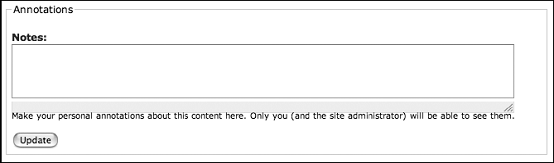 Annotations
Notes:
Make your personal annotations about this content here. Only you (and the site administrator) will be able to see them.
Update